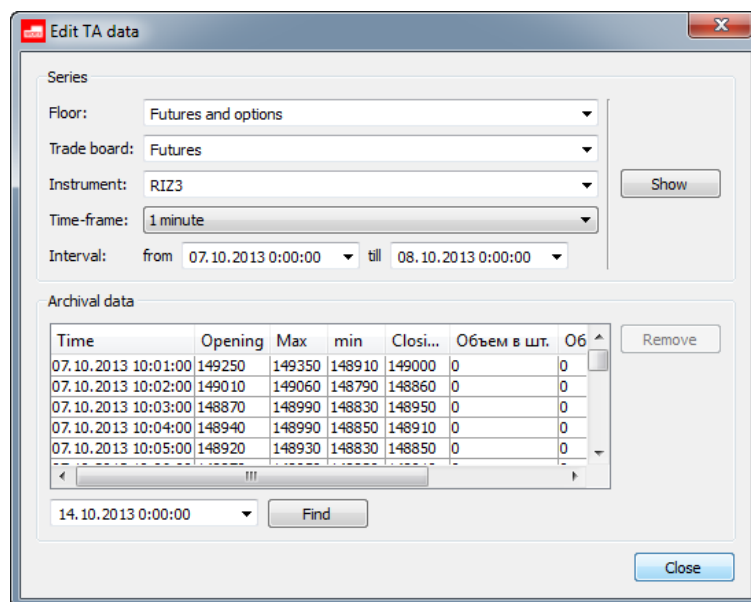 Edit TA data
Series
Floor: Futures and options
Trade board: Futures
Instrument: RIZ3 Show
Time-frame: 1 minute
Interval: from 07.10.2013 0:00:00 till 08.10.2013 0:00:00
Archival data
Time Opening Max min Closi... Объем в шт. Об Remove
07.10.2013 10:01:00 149250 149350 148910 149000 0 0
07.10.2013 10:02:00 149010 149060 148790 148860 0 0
07.10.2013 10:03:00 148870 148990 148830 148950 0 0
07.10.2013 10:04:00 148940 148990 148850 148910 0 0
07.10.2013 10:05:00 148920 148930 148830 148850 0 0
14.10.2013 0:00:00 Find
Close